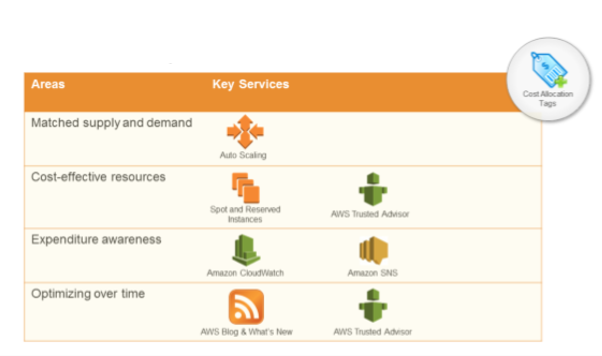 Areas Key Services
Cost Allocation
Tags
Matched supply and demand
Auto Scaling
Cost-effective resources
Spot and Reserved
Instances
AWS Trusted Advisor
Expenditure awareness
Amazon CloudWatch
Amazon SNS
Optimizing over time
AWS Blog & What's New
AWS Trusted Advisor